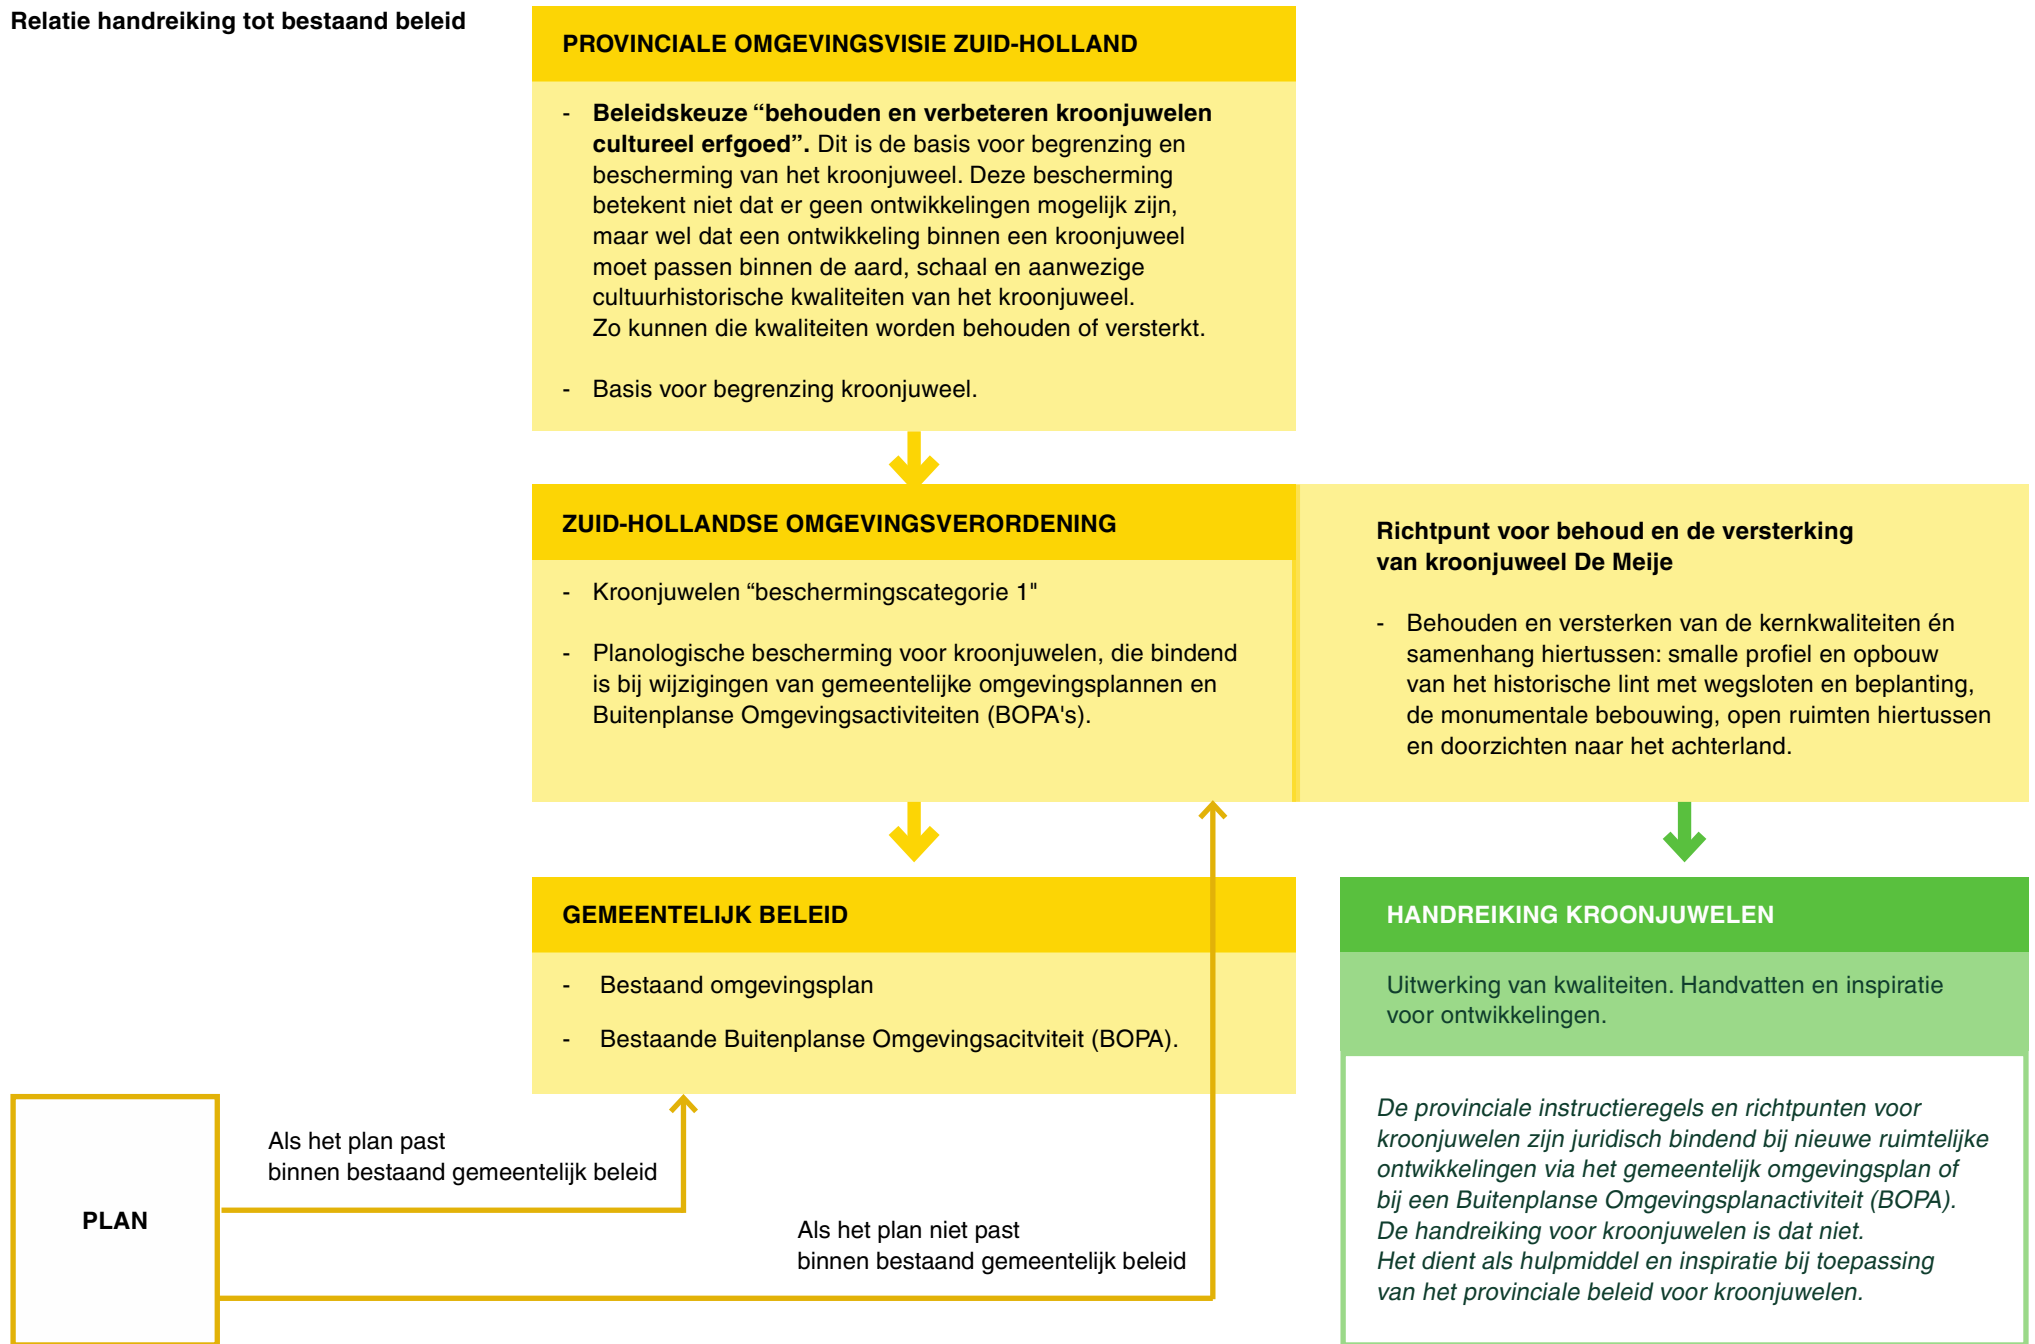 Relatie handreiking tot bestaand beleid
PROVINCIALE OMGEVINGSVISIE ZUID-HOLLAND
- Beleidskeuze “behouden en verbeteren kroonjuwelen
cultureel erfgoed”. Dit is de basis voor begrenzing en
bescherming van het kroonjuweel. Deze bescherming
betekent niet dat er geen ontwikkelingen mogelijk zijn,
maar wel dat een ontwikkeling binnen een kroonjuweel
moet passen binnen de aard, schaal en aanwezige
cultuurhistorische kwaliteiten van het kroonjuweel.
Zo kunnen die kwaliteiten worden behouden of versterkt.
- Basis voor begrenzing kroonjuweel.
ZUID-HOLLANDSE OMGEVINGSVERORDENING
- Kroonjuwelen “beschermingscategorie 1"
- Planologische bescherming voor kroonjuwelen, die bindend
is bij wijzigingen van gemeentelijke omgevingsplannen en
Buitenplanse Omgevingsactiviteiten (BOPA's).
Richtpunt voor behoud en de versterking
van kroonjuweel De Meije
- Behouden en versterken van de kernkwaliteiten én
samenhang hiertussen: smalle profiel en opbouw
van het historische lint met wegsloten en beplanting,
de monumentale bebouwing, open ruimten hiertussen
en doorzichten naar het achterland.
GEMEENTELIJK BELEID
- Bestaand omgevingsplan
- Bestaande Buitenplanse Omgevingsacitviteit (BOPA).
HANDREIKING KROONJUWELEN
Uitwerking van kwaliteiten. Handvatten en inspiratie
voor ontwikkelingen.
De provinciale instructieregels en richtpunten voor
kroonjuwelen zijn juridisch bindend bij nieuwe ruimtelijke
ontwikkelingen via het gemeentelijk omgevingsplan of
bij een Buitenplanse Omgevingsplanactiviteit (BOPA).
De handreiking voor kroonjuwelen is dat niet.
Het dient als hulpmiddel en inspiratie bij toepassing
van het provinciale beleid voor kroonjuwelen.
PLAN
Als het plan past
binnen bestaand gemeentelijk beleid
Als het plan niet past
binnen bestaand gemeentelijk beleid